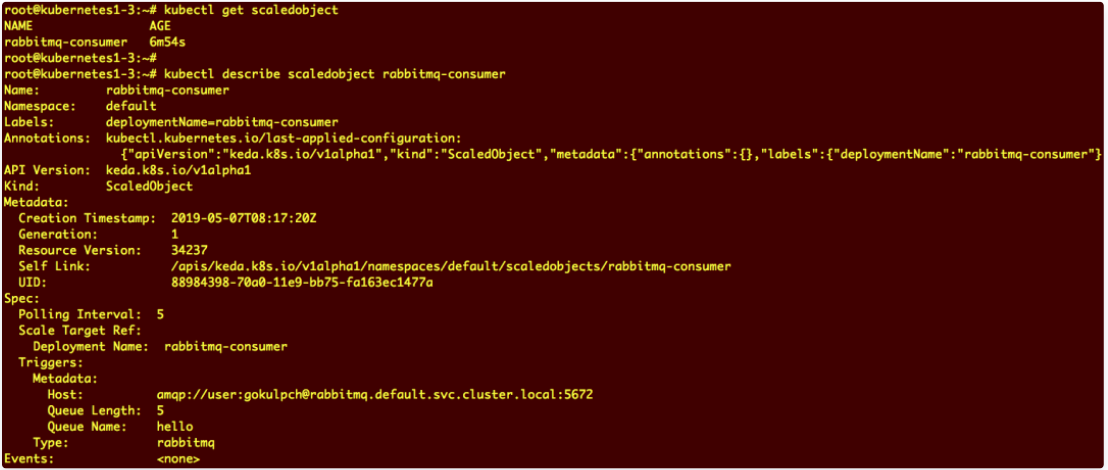 root@kubernetes1-3:~# kubectl get scaledobject
NAME                AGE
rabbitmq-consumer   6m54s
root@kubernetes1-3:~#
root@kubernetes1-3:~# kubectl describe scaledobject rabbitmq-consumer
Name:         rabbitmq-consumer
Namespace:    default
Labels:       deploymentName=rabbitmq-consumer
Annotations:  kubectl.kubernetes.io/last-applied-configuration:
                {"apiVersion":"keda.k8s.io/v1alpha1","kind":"ScaledObject","metadata":{"annotations":{},"labels":{"deploymentName":"rabbitmq-consumer"}
API Version:  keda.k8s.io/v1alpha1
Kind:         ScaledObject
Metadata:
  Creation Timestamp:  2019-05-07T08:17:20Z
  Generation:          1
  Resource Version:    34237
  Self Link:           /apis/keda.k8s.io/v1alpha1/namespaces/default/scaledobjects/rabbitmq-consumer
  UID:                 88984398-70a0-11e9-bb75-fa163ec1477a
Spec:
  Polling Interval:  5
  Scale Target Ref:
    Deployment Name:  rabbitmq-consumer
  Triggers:
    Metadata:
      Host:          amqp://user:gokulpch@rabbitmq.default.svc.cluster.local:5672
      Queue Length:  5
      Queue Name:    hello
    Type:            rabbitmq
Events:              <none>